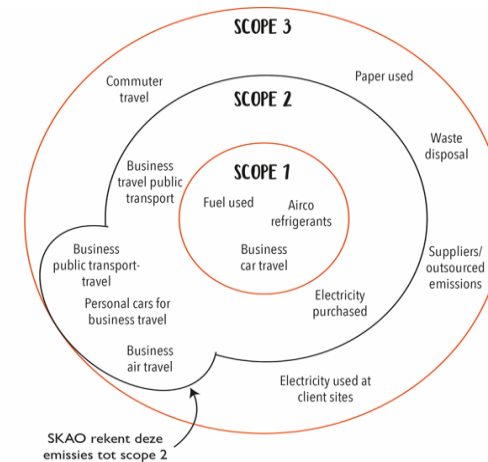 SCOPE 3
Commuter
travel
Paper used
SCOPE 2
Waste
disposal
Business
travel public
transport
SCOPE 1
Fuel used
Airco
refrigerants
Business
car travel
Business
public transport-
travel
Suppliers/
outsourced
emissions
Personal cars for
business travel
Electricity
purchased
Business
air travel
Electricity used at
client sites
SKAO rekent deze
emissies tot scope 2